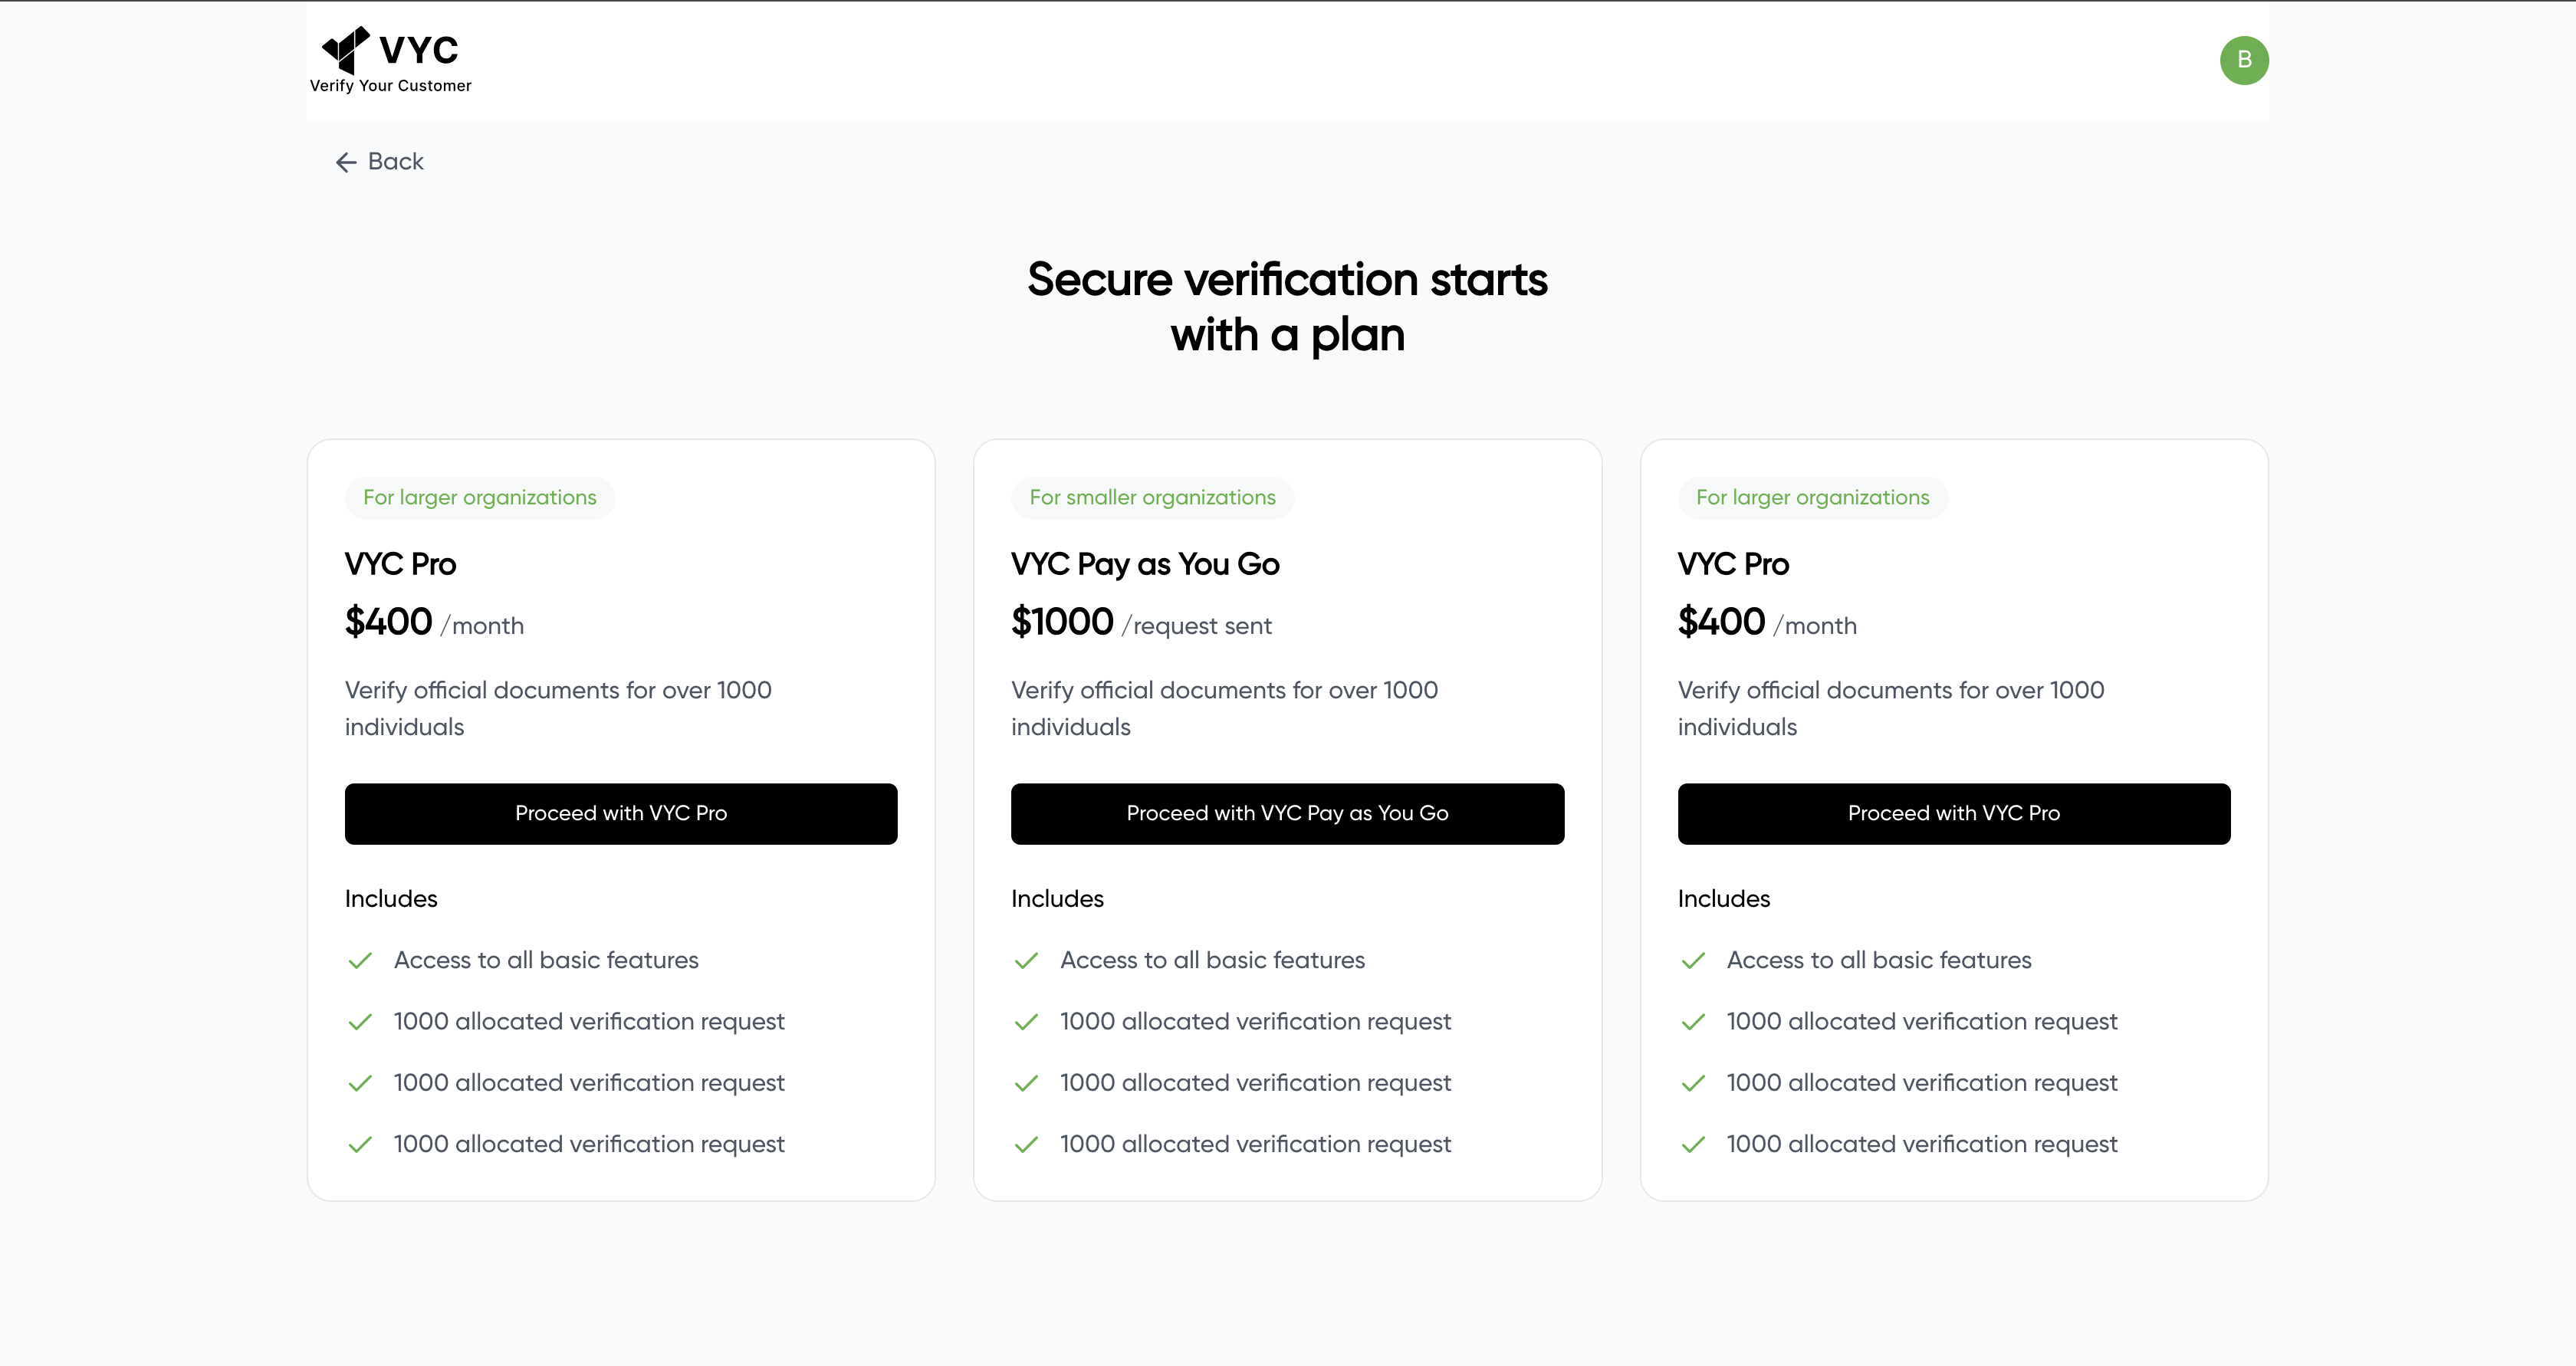 VYC
Verify Your Customer
B
Back
Secure verification starts
with a plan
For larger organizations
VYC Pro
$400 /month
Verify official documents for over 1000
individuals
Proceed with VYC Pro
Includes
Access to all basic features
1000 allocated verification request
1000 allocated verification request
1000 allocated verification request
For smaller organizations
VYC Pay as You Go
$1000 /request sent
Verify official documents for over 1000
individuals
Proceed with VYC Pay as You Go
Includes
Access to all basic features
1000 allocated verification request
1000 allocated verification request
1000 allocated verification request
For larger organizations
VYC Pro
$400 /month
Verify official documents for over 1000
individuals
Proceed with VYC Pro
Includes
Access to all basic features
1000 allocated verification request
1000 allocated verification request
1000 allocated verification request